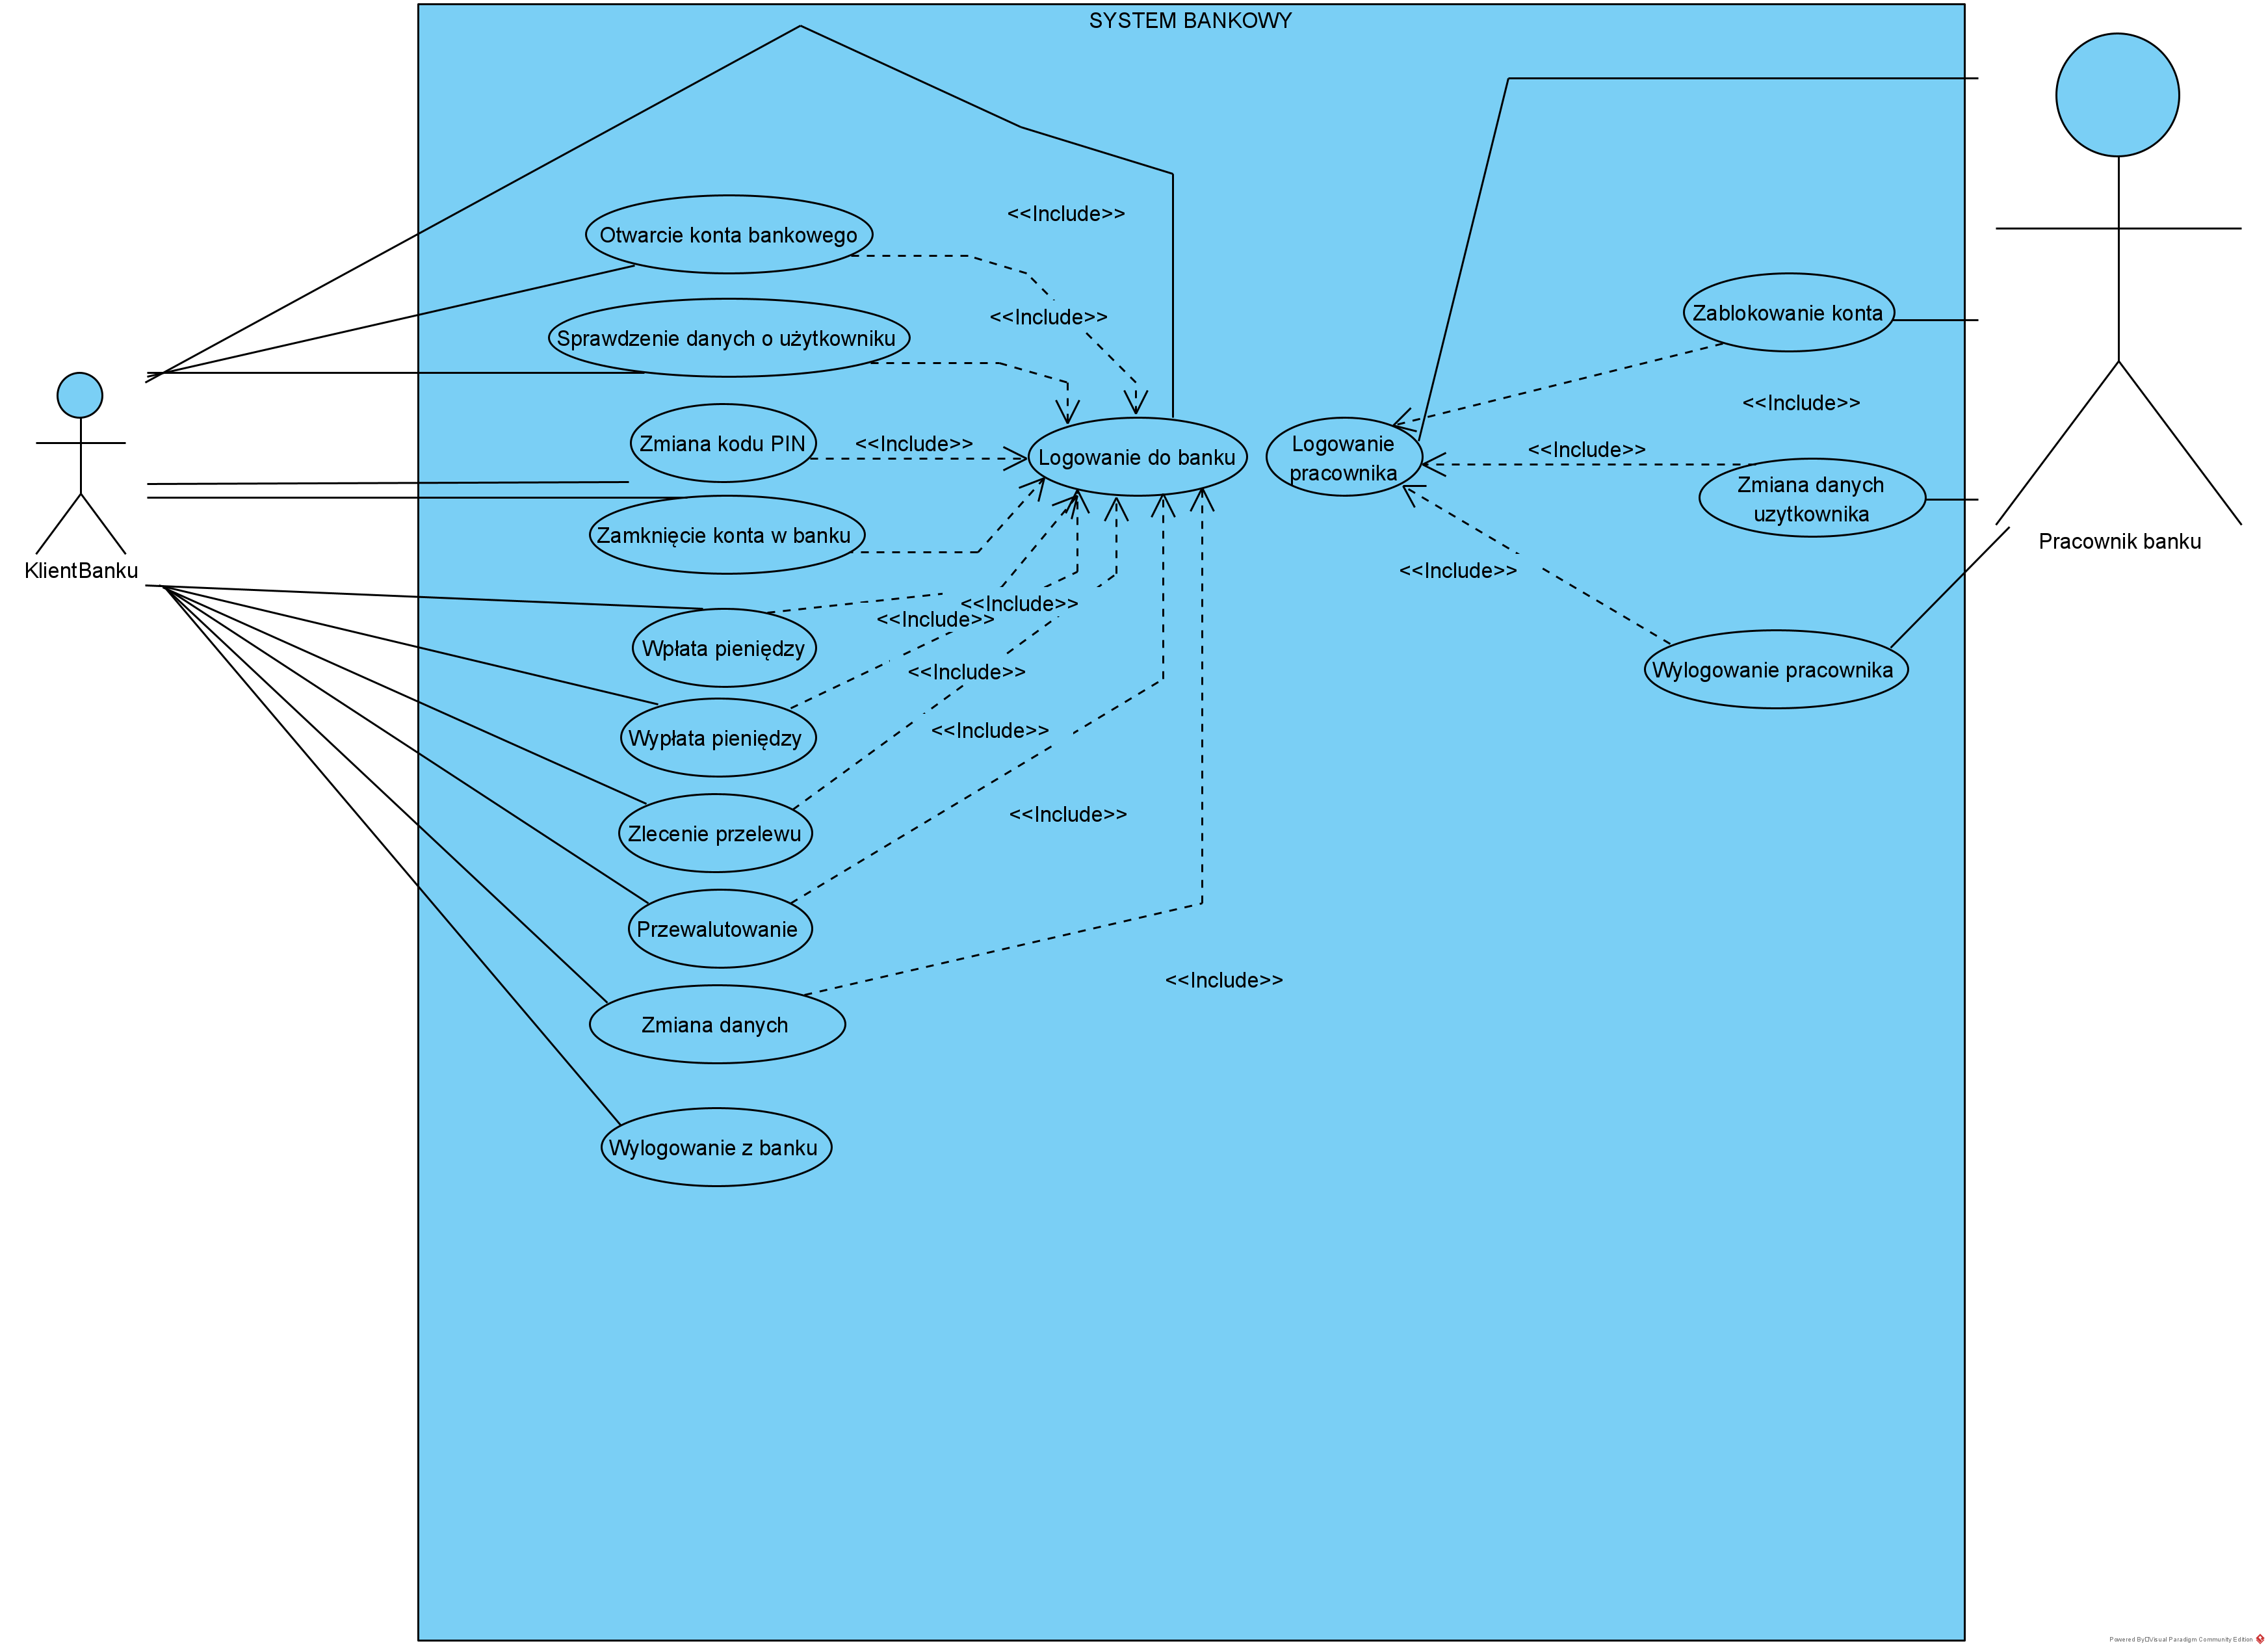 SYSTEM BANKOWY
<<Include>>
Otwarcie konta bankowego
<<Include>>
Zablokowanie konta
Sprawdzenie danych o użytkowniku
<<Include>>
Zmiana kodu PIN
<<Include>>
Logowanie do banku
Logowanie
pracownika
<<Include>>
Zmiana danych
uzytkownika
Zamknięcie konta w banku
Pracownik banku
KlientBanku
<<Include>>
<<Include>>
<<Include>>
Wpłata pieniędzy
<<Include>>
Wylogowanie pracownika
Wypłata pieniędzy
<<Include>>
Zlecenie przelewu
<<Include>>
Przewalutowanie
<<Include>>
Zmiana danych
Wylogowanie z banku
Powered By Visual Paradigm Community Edition